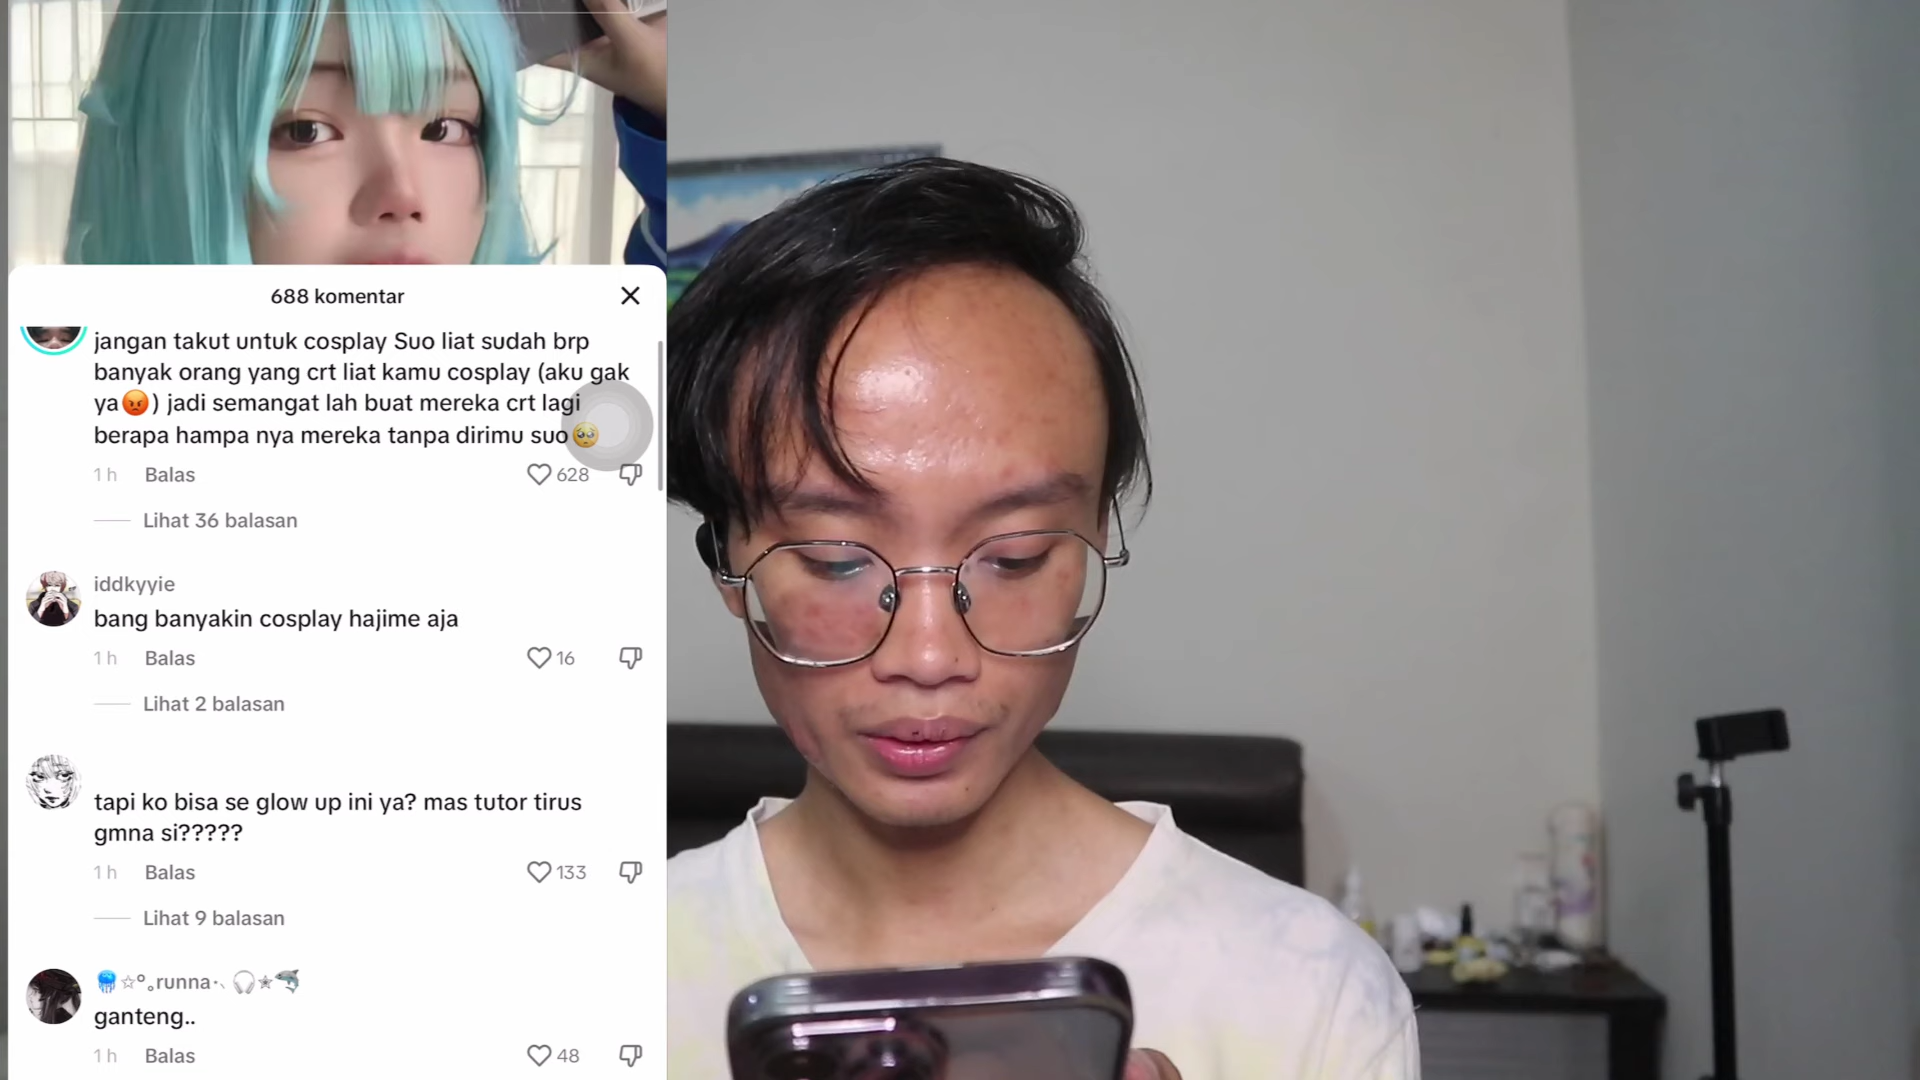 688 komentar
jangan takut untuk cosplay Suo liat sudah brp
banyak orang yang crt liat kamu cosplay (aku gak
ya😡) jadi semangat lah buat mereka crt lagi
berapa hampa nya mereka tanpa dirimu suo🥹
1 h Balas 628
Lihat 36 balasan
iddkyyie
bang banyakin cosplay hajime aja
1 h Balas 16
Lihat 2 balasan
tapi ko bisa se glow up ini ya? mas tutor tirus
gmna si?????
1 h Balas 133
Lihat 9 balasan
🪼☆°｡runna·⸜ 🎧✭🐬
ganteng..
1 h Balas 48